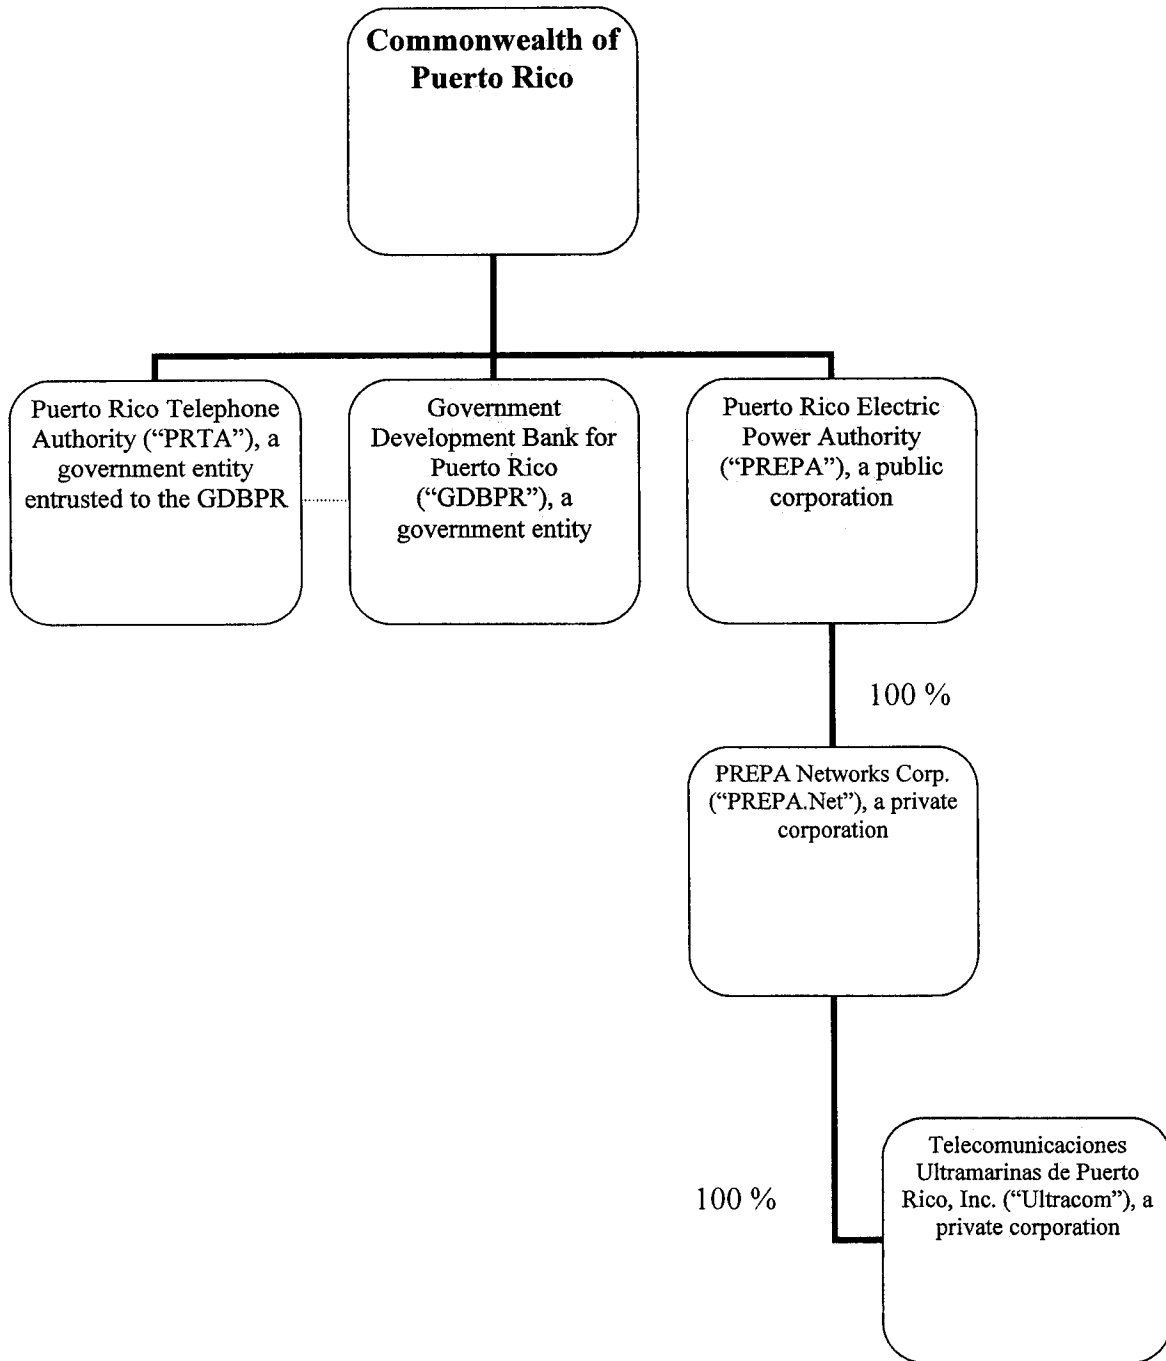 Commonwealth of
Puerto Rico
Puerto Rico Telephone
Authority (“PRTA”), a
government entity
entrusted to the GDBPR
Government
Development Bank for
Puerto Rico
(“GDBPR”), a
government entity
Puerto Rico Electric
Power Authority
(“PREPA”), a public
corporation
100 %
PREPA Networks Corp.
(“PREPA.Net”), a private
corporation
100 %
Telecomunicaciones
Ultramarinas de Puerto
Rico, Inc. (“Ultracom”), a
private corporation